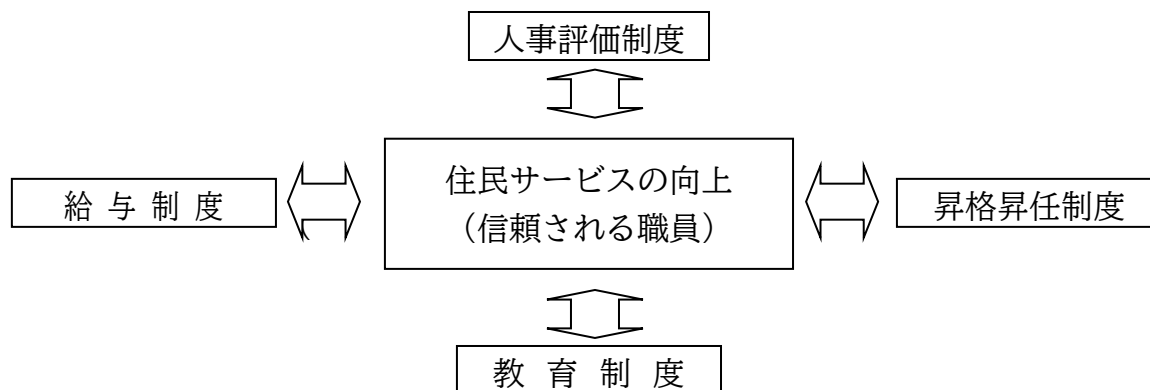 人事評価制度
住民サービスの向上
（信頼される職員）
給与制度
昇格昇任制度
教育制度